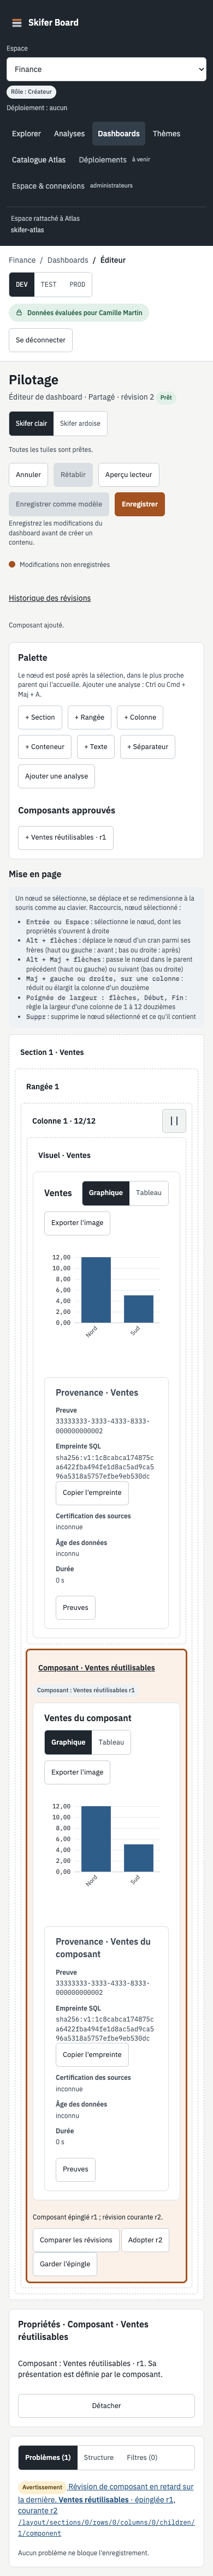 Skifer Board
Espace
Finance
Rôle : Créateur
Déploiement : aucun
Explorer
Analyses
Dashboards
Thèmes
Catalogue Atlas
Déploiements à venir
Espace & connexions administrateurs
Espace rattaché à Atlas
skifer-atlas
Finance / Dashboards / Éditeur
DEV TEST PROD
Données évaluées pour Camille Martin
Se déconnecter
Pilotage
Éditeur de dashboard · Partagé · révision 2 Prêt
Skifer clair Skifer ardoise
Toutes les tuiles sont prêtes.
Annuler Rétablir Aperçu lecteur
Enregistrer comme modèle Enregistrer
Enregistrez les modifications du
dashboard avant de créer un
contenu.
Modifications non enregistrées
Historique des révisions
Composant ajouté.
Palette
Le nœud est posé après la sélection, dans le plus proche
parent qui l'accueille. Ajouter une analyse : Ctrl ou Cmd +
Maj + A.
+ Section + Rangée + Colonne
+ Conteneur + Texte + Séparateur
Ajouter une analyse
Composants approuvés
+ Ventes réutilisables · r1
Mise en page
Un nœud se sélectionne, se déplace et se redimensionne à la
souris comme au clavier. Raccourcis, nœud sélectionné :
• Entrée ou Espace : sélectionne le nœud, dont les
propriétés s'ouvrent à droite
• Alt + flèches : déplace le nœud d'un cran parmi ses
frères (haut ou gauche : avant ; bas ou droite : après)
• Alt + Maj + flèches : passe le nœud dans le parent
précédent (haut ou gauche) ou suivant (bas ou droite)
• Maj + gauche ou droite, sur une colonne :
réduit ou élargit la colonne d'un douzième
• Poignée de largeur : flèches, Début, Fin :
règle la largeur d'une colonne de 1 à 12 douzièmes
• Suppr : supprime le nœud sélectionné et ce qu'il contient
Section 1 · Ventes
Rangée 1
Colonne 1 · 12/12
Visuel · Ventes
Ventes Graphique Tableau
Exporter l'image
12,00
10,00
8,00
6,00
4,00
2,00
0,00
Nord Sud
Provenance · Ventes
Preuve
33333333-3333-4333-8333-
000000000002
Empreinte SQL
sha256:v1:1c8cabca174875c
a6422fba494fe1d8ac5ad9ca5
96a5318a5757efbe9eb530dc
Copier l'empreinte
Certification des sources
inconnue
Âge des données
inconnu
Durée
0 s
Preuves
Composant · Ventes réutilisables
Composant : Ventes réutilisables r1
Ventes du composant
Graphique Tableau
Exporter l'image
12,00
10,00
8,00
6,00
4,00
2,00
0,00
Nord Sud
Provenance · Ventes du
composant
Preuve
33333333-3333-4333-8333-
000000000002
Empreinte SQL
sha256:v1:1c8cabca174875c
a6422fba494fe1d8ac5ad9ca5
96a5318a5757efbe9eb530dc
Copier l'empreinte
Certification des sources
inconnue
Âge des données
inconnu
Durée
0 s
Preuves
Composant épinglé r1 ; révision courante r2.
Comparer les révisions Adopter r2
Garder l'épingle
Propriétés · Composant · Ventes
réutilisables
Composant : Ventes réutilisables · r1. Sa
présentation est définie par le composant.
Détacher
Problèmes (1) Structure Filtres (0)
Avertissement Révision de composant en retard sur
la dernière. Ventes réutilisables · épinglée r1,
courante r2
/layout/sections/0/rows/0/columns/0/children/
1/component
Aucun problème ne bloque l'enregistrement.